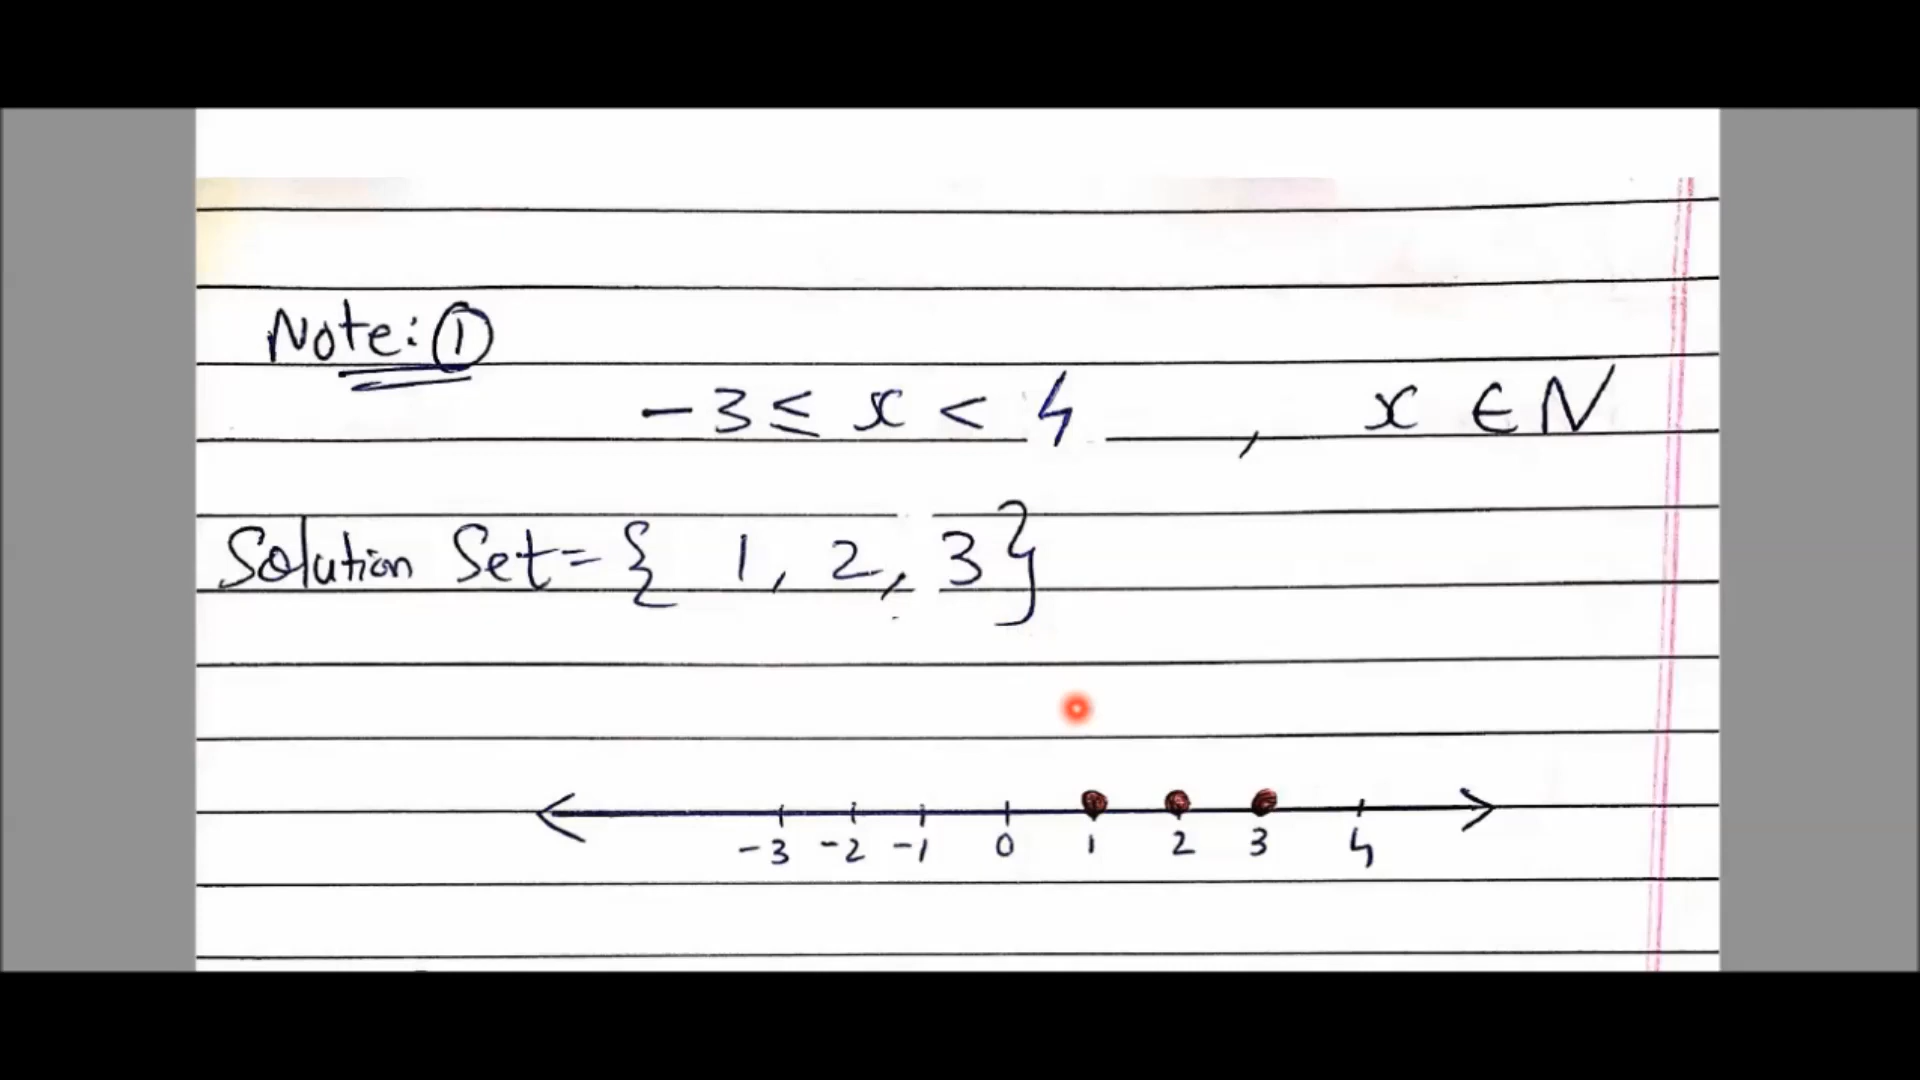 Note: ①
-3 ≤ x < 4 , x ∈ N
Solution Set = { 1, 2, 3 }
-3 -2 -1 0 1 2 3 4